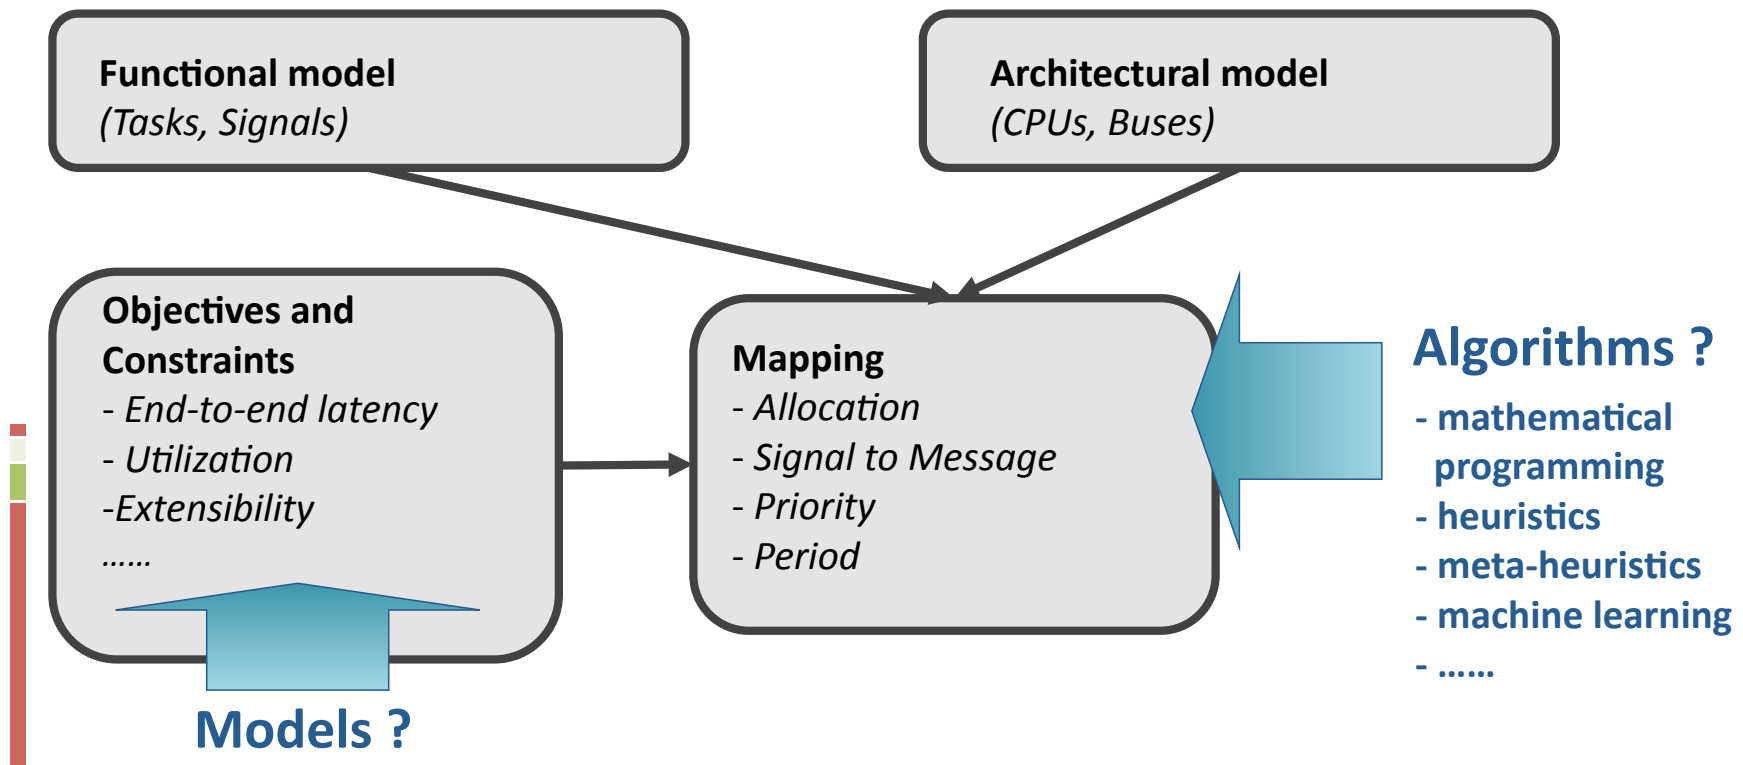 Functional model
(Tasks, Signals)
Architectural model
(CPUs, Buses)
Objectives and
Constraints
- End-to-end latency
- Utilization
-Extensibility
......
Mapping
- Allocation
- Signal to Message
- Priority
- Period
Algorithms ?
- mathematical
programming
- heuristics
- meta-heuristics
- machine learning
- ......
Models ?